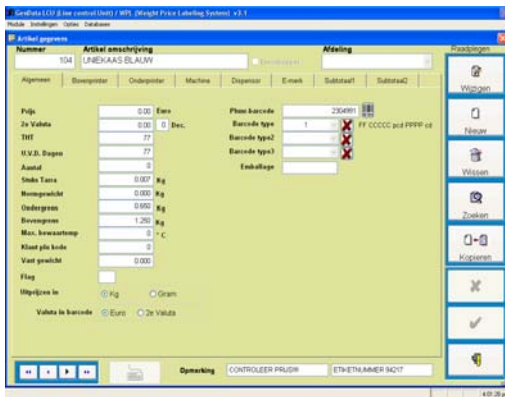 GenData LCU (Line control Unit) / WPL (Weight Price Labeling System) v3.1
Module Instellingen Opties Databases
Artikel gegevens
Nummer Artikel omschrijving Afdeling Raadplegen
104 UNIEKAAS BLAUW
Algemeen Bovenprinter Onderprinter Machine Dispensor E-merk Subtotaal1 Subtotaal2
Wijzigen
Prijs 0.00 Euro Plunr.barcode 2304991
2e Valuta 0.00 0 Dec. Barcode type 1 FF CCCCC pcd PPPP cd
Nieuw
THT 77 Barcode type2
U.V.D. Dagen 77 Barcode type3
Wissen
Aantal 0 Emballage
Stuks Tarra 0.007 Kg
Normgewicht 0.000 Kg
Zoeken
Ondergrens 0.650 Kg
Bovengrens 1.250 Kg
Max. bewaartemp 0 ° C
Kopieren
Klant plu kode 0
Vast gewicht 0.000
Flag
Uitprijzen in Kg Gram
Valuta in barcode Euro 2e Valuta
Opmerking CONTROLEER PRIJS!!! ETIKETNUMMER 94217